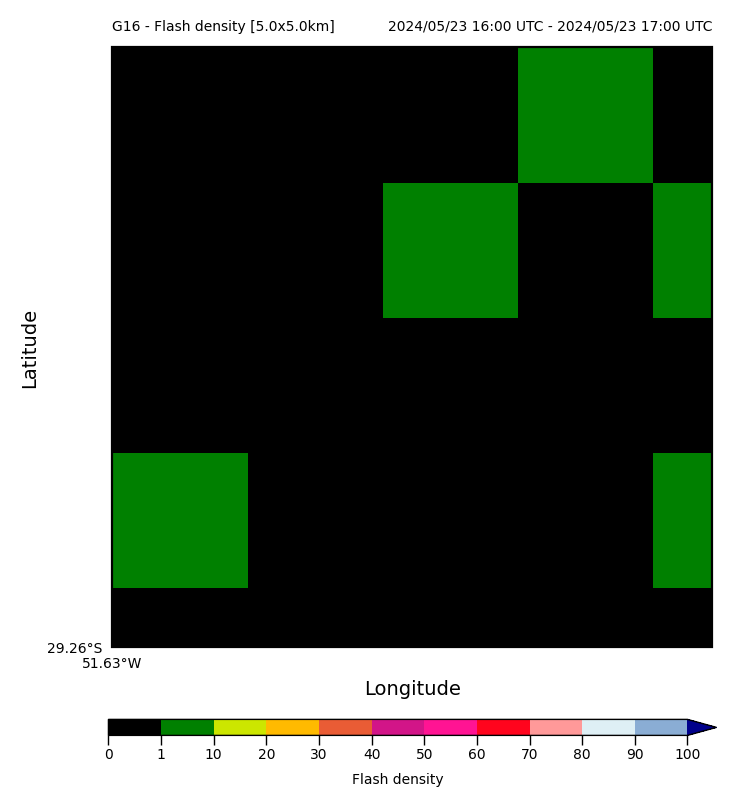 G16 - Flash density [5.0x5.0km] 2024/05/23 16:00 UTC - 2024/05/23 17:00 UTC
Latitude
29.26°S
51.63°W
Longitude
0 1 10 20 30 40 50 60 70 80 90 100
Flash density